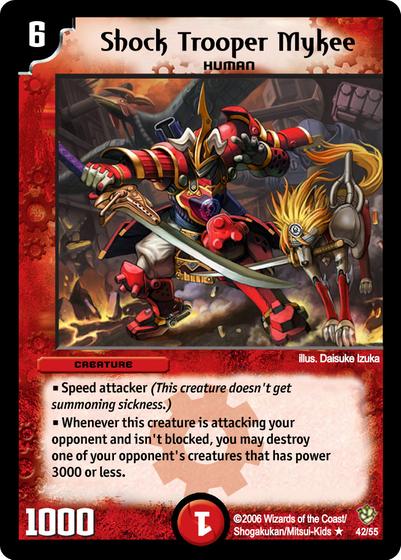 6
Shock Trooper Mykee
HUMAN
illus. Daisuke Izuka
CREATURE
▪ Speed attacker (This creature doesn't get
summoning sickness.)
▪ Whenever this creature is attacking your
opponent and isn't blocked, you may destroy
one of your opponent's creatures that has power
3000 or less.
1000
1
©2006 Wizards of the Coast/
Shogakukan/Mitsui-Kids ★ 42/55